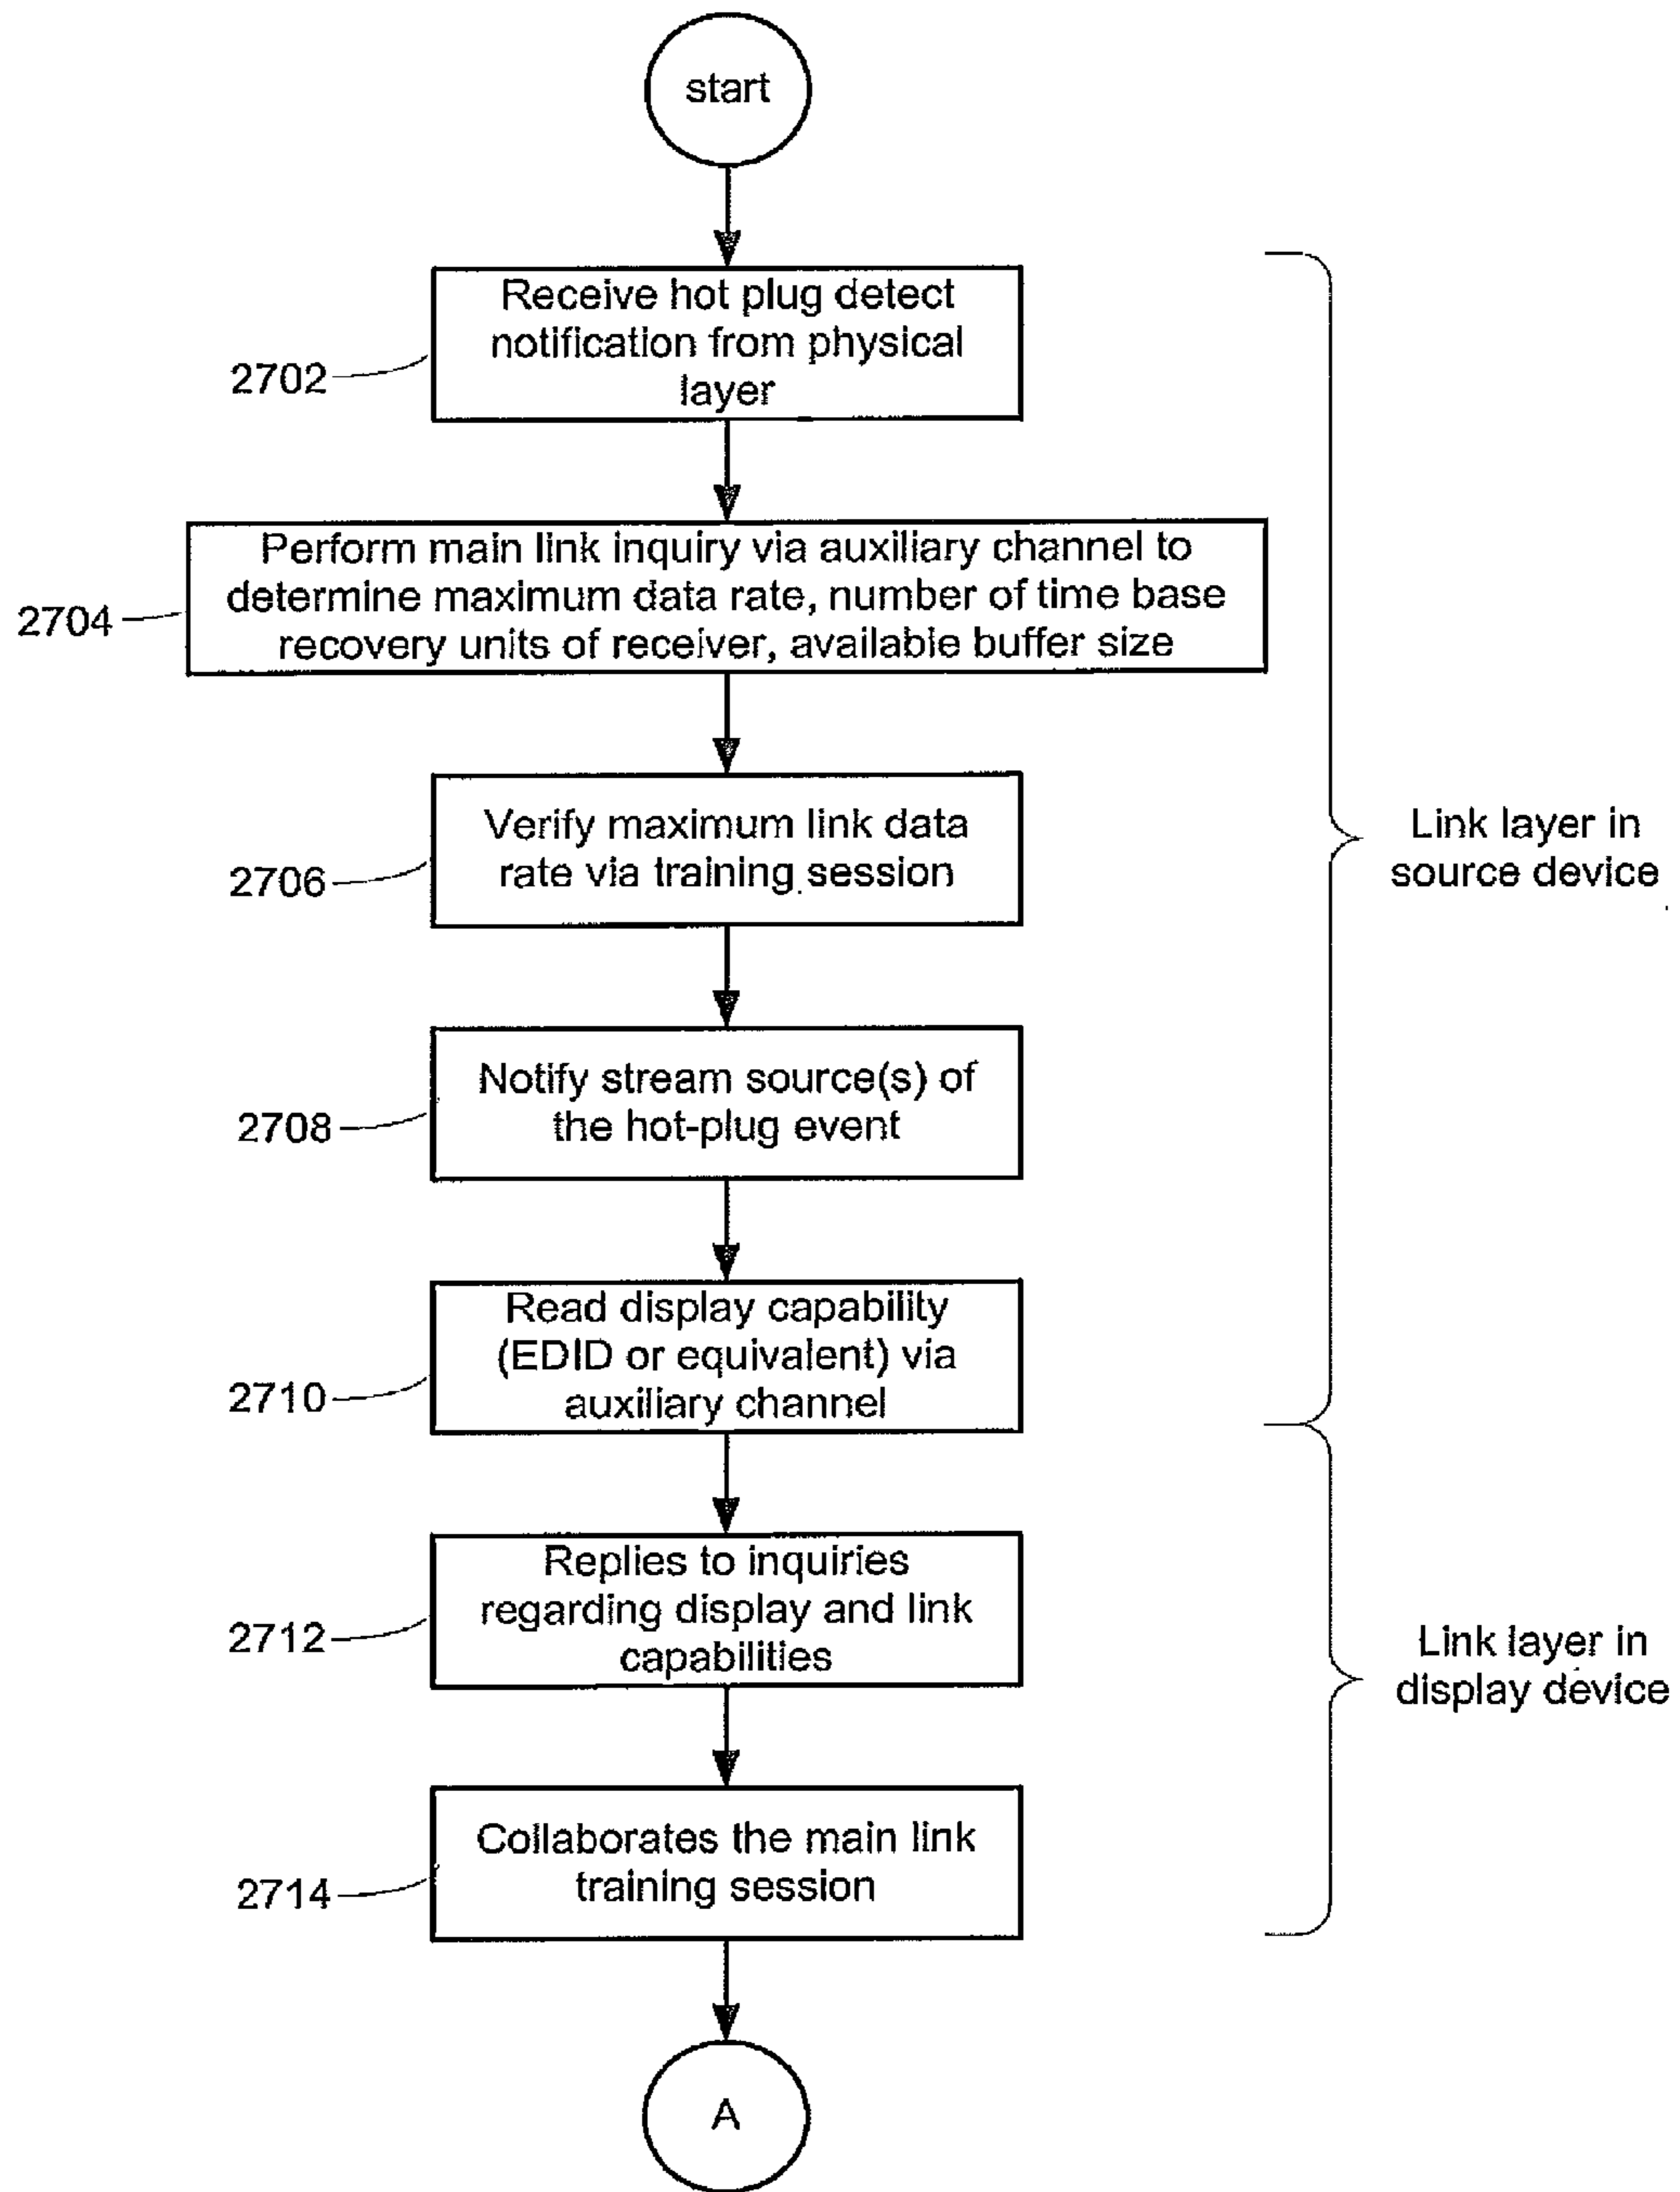 start
Receive hot plug detect
notification from physical
layer
2702
Perform main link inquiry via auxiliary channel to
determine maximum data rate, number of time base
recovery units of receiver, available buffer size
2704
Verify maximum link data
rate via training session
2706
Link layer in
source device
Notify stream source(s) of
the hot-plug event
2708
Read display capability
(EDID or equivalent) via
auxiliary channel
2710
Replies to inquiries
regarding display and link
capabilities
2712
Link layer in
display device
Collaborates the main link
training session
2714
A